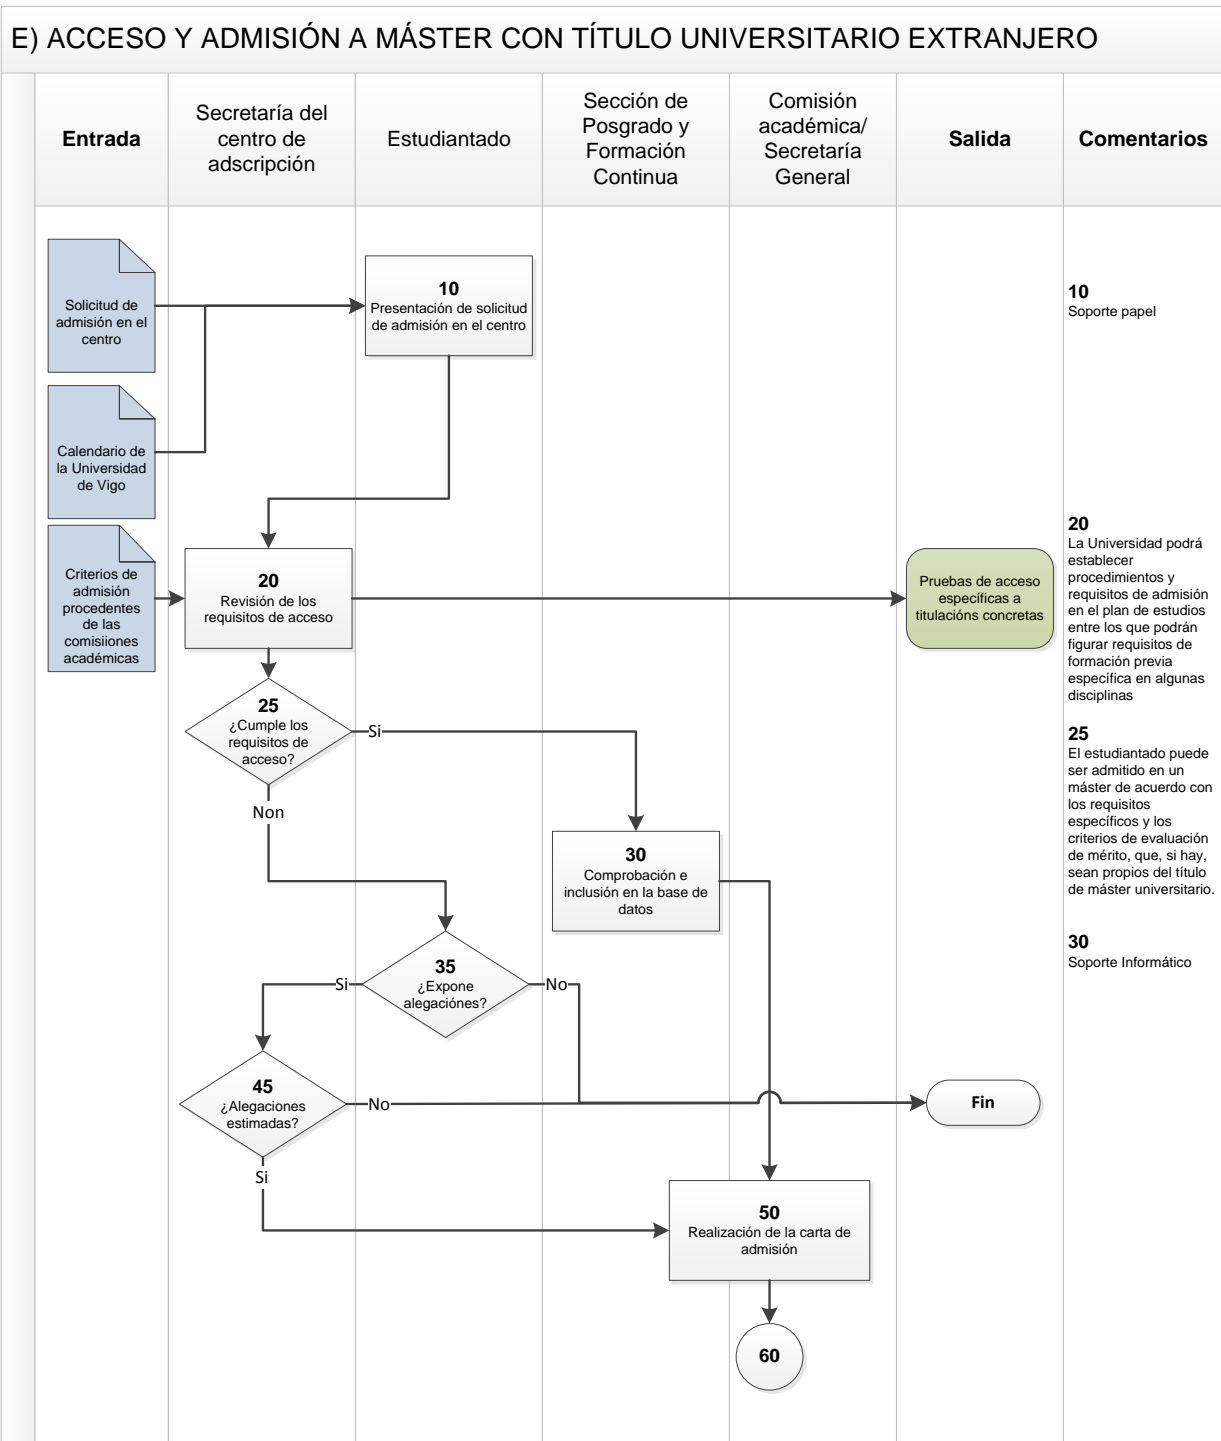 E) ACCESO Y ADMISIÓN A MÁSTER CON TÍTULO UNIVERSITARIO EXTRANJERO
Entrada
Secretaría del
centro de
adscripción
Estudiantado
Sección de
Posgrado y
Formación
Continua
Comisión
académica/
Secretaría
General
Salida
Comentarios
Solicitud de
admisión en el
centro
10
Presentación de solicitud
de admisión en el centro
10
Soporte papel
Calendario de
la Universidad
de Vigo
Criterios de
admisión
procedentes
de las
comisiiones
académicas
20
Revisión de los
requisitos de acceso
Pruebas de acceso
específicas a
titulacións concretas
20
La Universidad podrá
establecer
procedimientos y
requisitos de admisión
en el plan de estudios
entre los que podrán
figurar requisitos de
formación previa
específica en algunas
disciplinas
25
¿Cumple los
requisitos de
acceso?
Si
Non
25
El estudiantado puede
ser admitido en un
máster de acuerdo con
los requisitos
específicos y los
criterios de evaluación
de mérito, que, si hay,
sean propios del título
de máster universitario.
30
Comprobación e
inclusión en la base de
datos
30
Soporte Informático
35
¿Expone
alegaciónes?
Si
No
45
¿Alegaciones
estimadas?
No
Si
Fin
50
Realización de la carta de
admisión
60